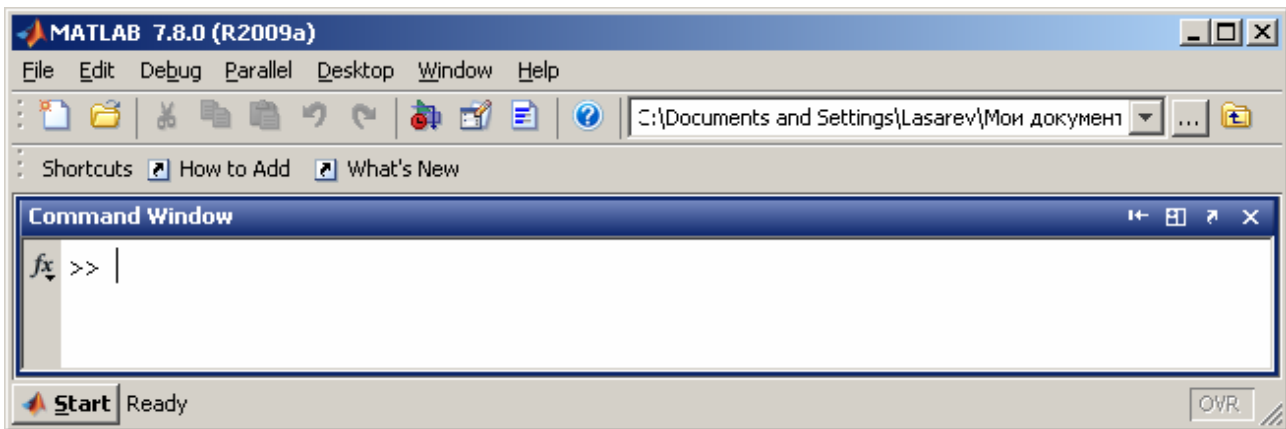 MATLAB 7.8.0 (R2009a)
File Edit Debug Parallel Desktop Window Help
C:\Documents and Settings\Lasarev\Мои документ ...
Shortcuts How to Add What's New
Command Window
fx >>
Start Ready OVR